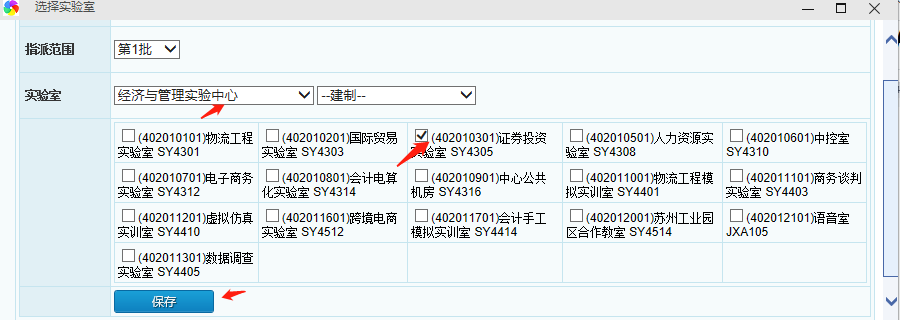 选择实验室
指派范围
第1批
实验室
经济与管理实验中心
--建制--
(402010101)物流工程
实验室 SY4301
(402010201)国际贸易
实验室 SY4303
(402010301)证券投资
实验室 SY4305
(402010501)人力资源实
验室 SY4308
(402010601)中控室
SY4310
(402010701)电子商务
实验室 SY4312
(402010801)会计电算
化实验室 SY4314
(402010901)中心公共
机房 SY4316
(402011001)物流工程模
拟实训室 SY4401
(402011101)商务谈判
实训室 SY4403
(402011201)虚拟仿真
实训室 SY4410
(402011601)跨境电商
实验室 SY4512
(402011701)会计手工
模拟实训室 SY4414
(402012001)苏州工业园
区合作教室 SY4514
(402012101)语音室
JXA105
(402011301)数据调查
实验室 SY4405
保存